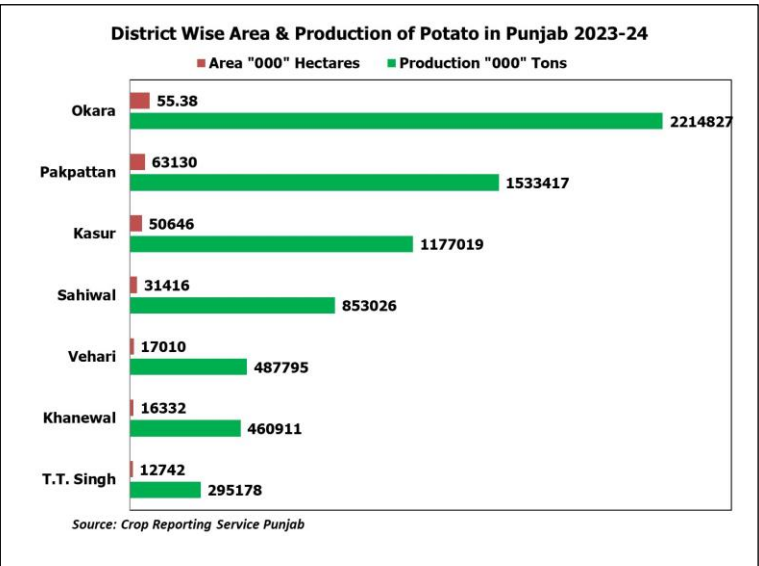 District Wise Area & Production of Potato in Punjab 2023-24
Area "000" Hectares Production "000" Tons
Okara
55.38
2214827
Pakpattan
63130
1533417
Kasur
50646
1177019
Sahiwal
31416
853026
Vehari
17010
487795
Khanewal
16332
460911
T.T. Singh
12742
295178
Source: Crop Reporting Service Punjab